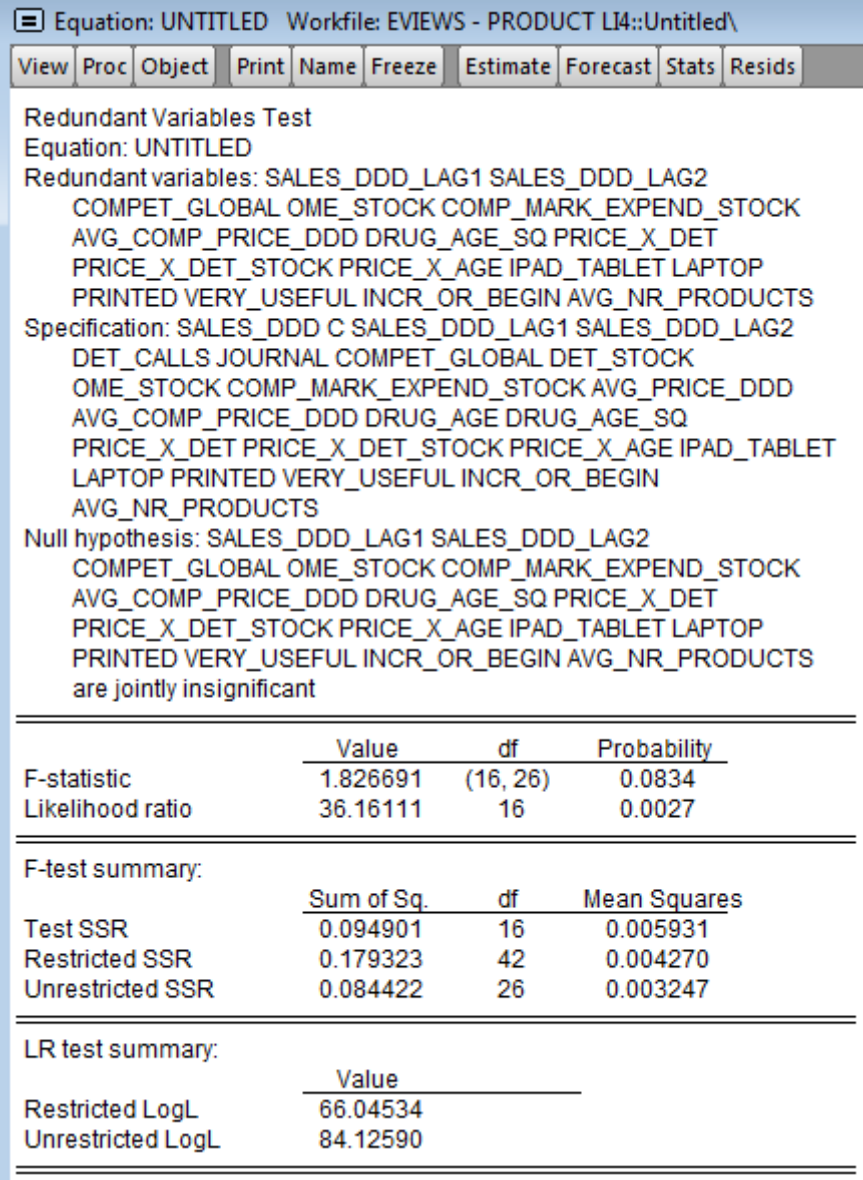 Equation: UNTITLED Workfile: EVIEWS - PRODUCT LI4::Untitled\
View Proc Object Print Name Freeze Estimate Forecast Stats Resids
Redundant Variables Test
Equation: UNTITLED
Redundant variables: SALES_DDD_LAG1 SALES_DDD_LAG2
COMPET_GLOBAL OME_STOCK COMP_MARK_EXPEND_STOCK
AVG_COMP_PRICE_DDD DRUG_AGE_SQ PRICE_X_DET
PRICE_X_DET_STOCK PRICE_X_AGE IPAD_TABLET LAPTOP
PRINTED VERY_USEFUL INCR_OR_BEGIN AVG_NR_PRODUCTS
Specification: SALES_DDD C SALES_DDD_LAG1 SALES_DDD_LAG2
DET_CALLS JOURNAL COMPET_GLOBAL DET_STOCK
OME_STOCK COMP_MARK_EXPEND_STOCK AVG_PRICE_DDD
AVG_COMP_PRICE_DDD DRUG_AGE DRUG_AGE_SQ
PRICE_X_DET PRICE_X_DET_STOCK PRICE_X_AGE IPAD_TABLET
LAPTOP PRINTED VERY_USEFUL INCR_OR_BEGIN
AVG_NR_PRODUCTS
Null hypothesis: SALES_DDD_LAG1 SALES_DDD_LAG2
COMPET_GLOBAL OME_STOCK COMP_MARK_EXPEND_STOCK
AVG_COMP_PRICE_DDD DRUG_AGE_SQ PRICE_X_DET
PRICE_X_DET_STOCK PRICE_X_AGE IPAD_TABLET LAPTOP
PRINTED VERY_USEFUL INCR_OR_BEGIN AVG_NR_PRODUCTS
are jointly insignificant
Value df Probability
F-statistic 1.826691 (16, 26) 0.0834
Likelihood ratio 36.16111 16 0.0027
F-test summary:
Sum of Sq. df Mean Squares
Test SSR 0.094901 16 0.005931
Restricted SSR 0.179323 42 0.004270
Unrestricted SSR 0.084422 26 0.003247
LR test summary:
Value
Restricted LogL 66.04534
Unrestricted LogL 84.12590